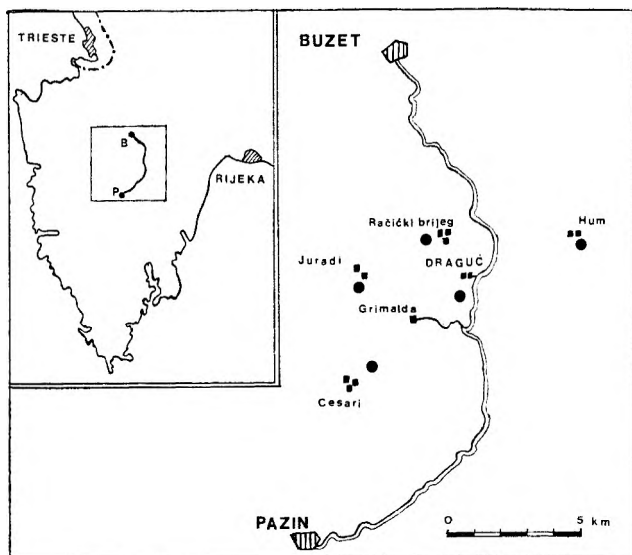 TRIESTE
B
P
RIJEKA
BUZET
Račićki brijeg
Hum
Juradi
DRAGUĆ
Grimalda
Cesari
PAZIN
0 5
km